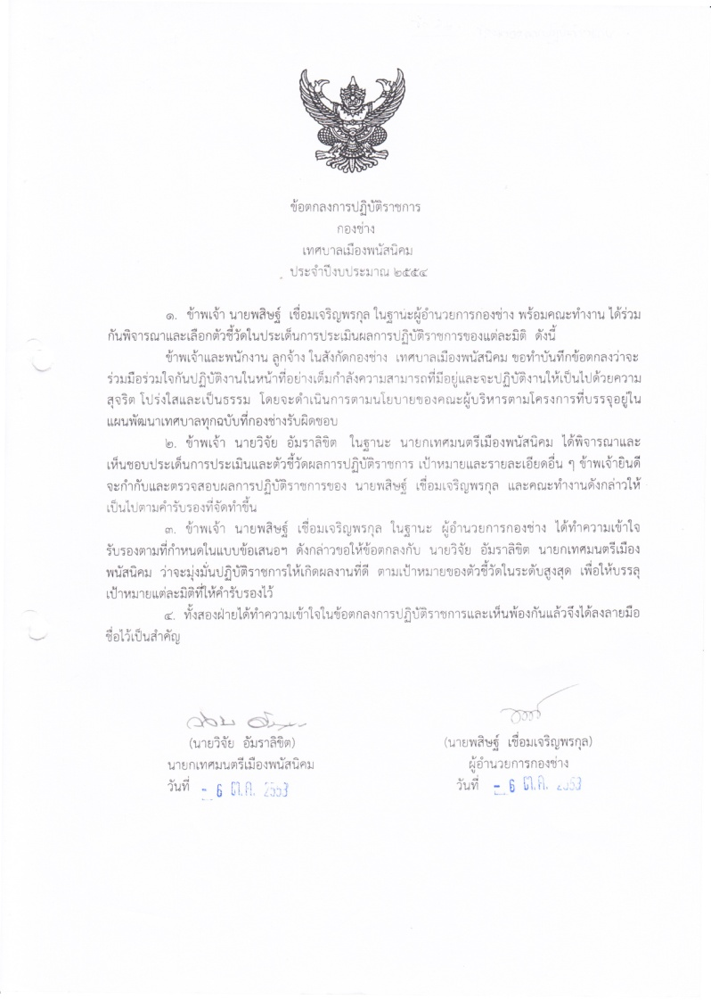 ข้อตกลงการปฏิบัติราชการ
กองช่าง
เทศบาลเมืองพนัสนิคม
ประจำปีงบประมาณ ๒๕๕๔
๑. ข้าพเจ้า นายพสิษฐ์ เชื่อมเจริญพรกุล ในฐานะผู้อำนวยการกองช่าง พร้อมคณะทำงาน ได้ร่วม
กันพิจารณาและเลือกตัวชี้วัดในประเด็นการประเมินผลการปฏิบัติราชการของแต่ละมิติ ดังนี้
ข้าพเจ้าและพนักงาน ลูกจ้าง ในสังกัดกองช่าง เทศบาลเมืองพนัสนิคม ขอทำบันทึกข้อตกลงว่าจะ
ร่วมมือร่วมใจกันปฏิบัติงานในหน้าที่อย่างเต็มกำลังความสามารถที่มีอยู่และจะปฏิบัติงานให้เป็นไปด้วยความ
สุจริต โปร่งใสและเป็นธรรม โดยจะดำเนินการตามนโยบายของคณะผู้บริหารตามโครงการที่บรรจุอยู่ใน
แผนพัฒนาเทศบาลทุกฉบับที่กองช่างรับผิดชอบ
๒. ข้าพเจ้า นายวิจัย อัมราลิขิต ในฐานะ นายกเทศมนตรีเมืองพนัสนิคม ได้พิจารณาและ
เห็นชอบประเด็นการประเมินและตัวชี้วัดผลการปฏิบัติราชการ เป้าหมายและรายละเอียดอื่น ๆ ข้าพเจ้ายินดี
จะกำกับและตรวจสอบผลการปฏิบัติราชการของ นายพสิษฐ์ เชื่อมเจริญพรกุล และคณะทำงานดังกล่าวให้
เป็นไปตามคำรับรองที่จัดทำขึ้น
๓. ข้าพเจ้า นายพสิษฐ์ เชื่อมเจริญพรกุล ในฐานะ ผู้อำนวยการกองช่าง ได้ทำความเข้าใจ
รับรองตามที่กำหนดในแบบข้อเสนอฯ ดังกล่าวขอให้ข้อตกลงกับ นายวิจัย อัมราลิขิต นายกเทศมนตรีเมือง
พนัสนิคม ว่าจะมุ่งมั่นปฏิบัติราชการให้เกิดผลงานที่ดี ตามเป้าหมายของตัวชี้วัดในระดับสูงสุด เพื่อให้บรรลุ
เป้าหมายแต่ละมิติที่ให้คำรับรองไว้
๔. ทั้งสองฝ่ายได้ทำความเข้าใจในข้อตกลงการปฏิบัติราชการและเห็นพ้องกันแล้วจึงได้ลงลายมือ
ชื่อไว้เป็นสำคัญ
(นายวิจัย อัมราลิขิต) (นายพสิษฐ์ เชื่อมเจริญพรกุล)
นายกเทศมนตรีเมืองพนัสนิคม ผู้อำนวยการกองช่าง
วันที่ - 6 ต.ค. 2553 วันที่ - 6 ต.ค. 2553